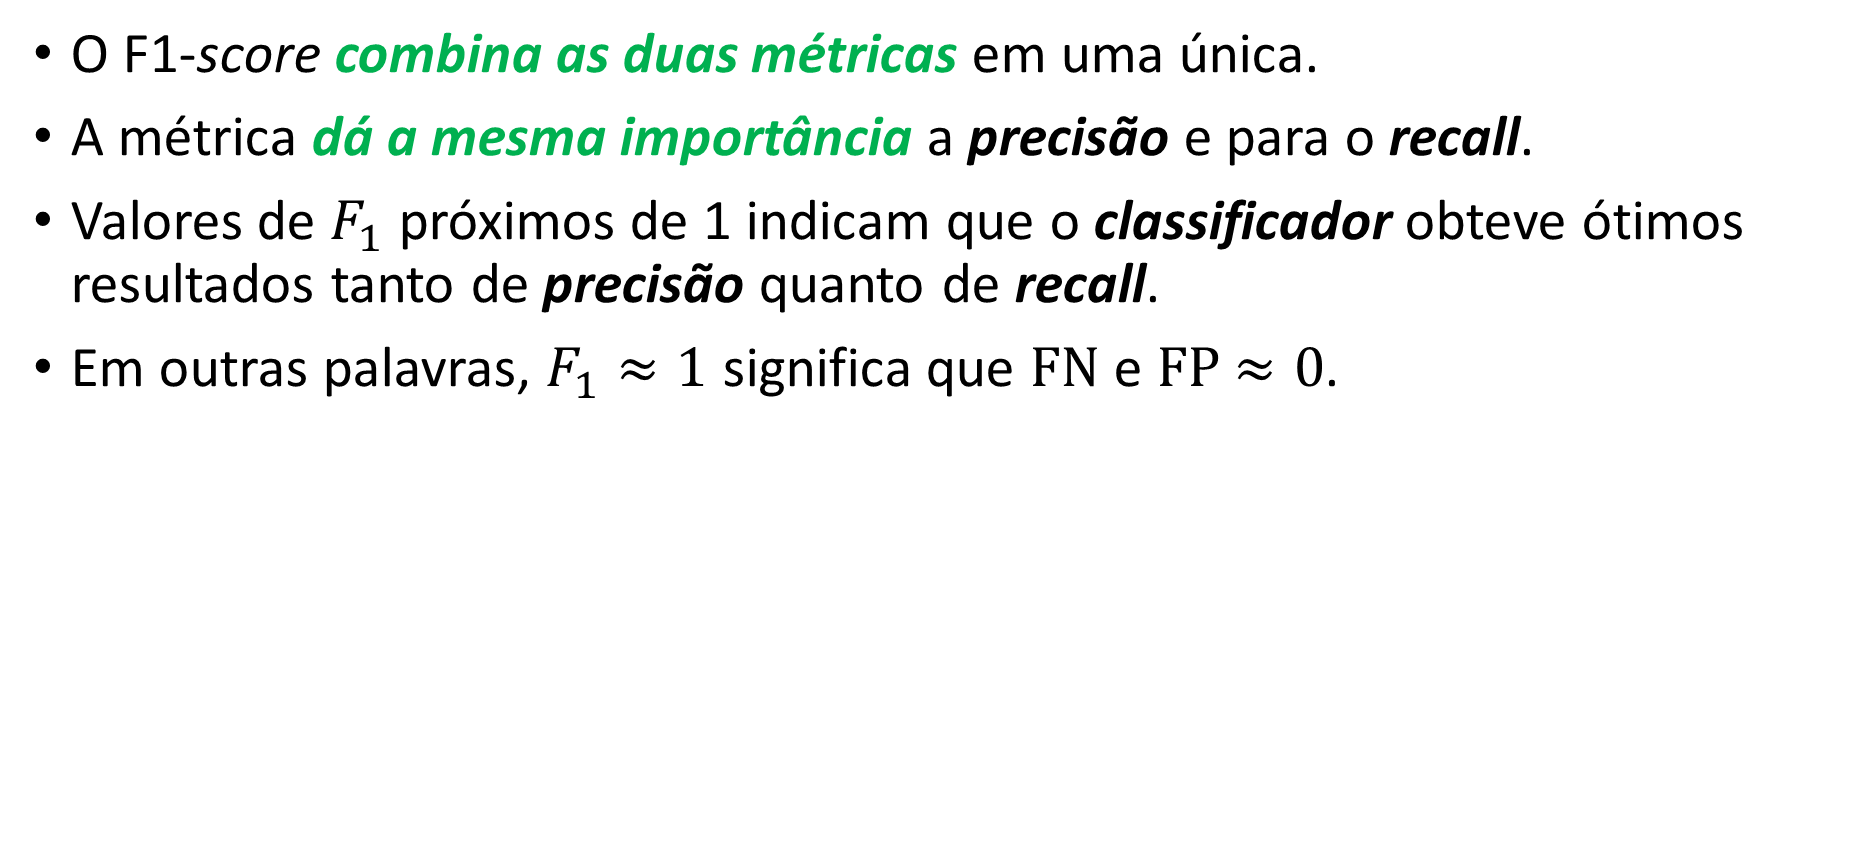 • O F1-score combina as duas métricas em uma única.
• A métrica dá a mesma importância a precisão e para o recall.
• Valores de F₁ próximos de 1 indicam que o classificador obteve ótimos
resultados tanto de precisão quanto de recall.
• Em outras palavras, F₁ ≈ 1 significa que FN e FP ≈ 0.